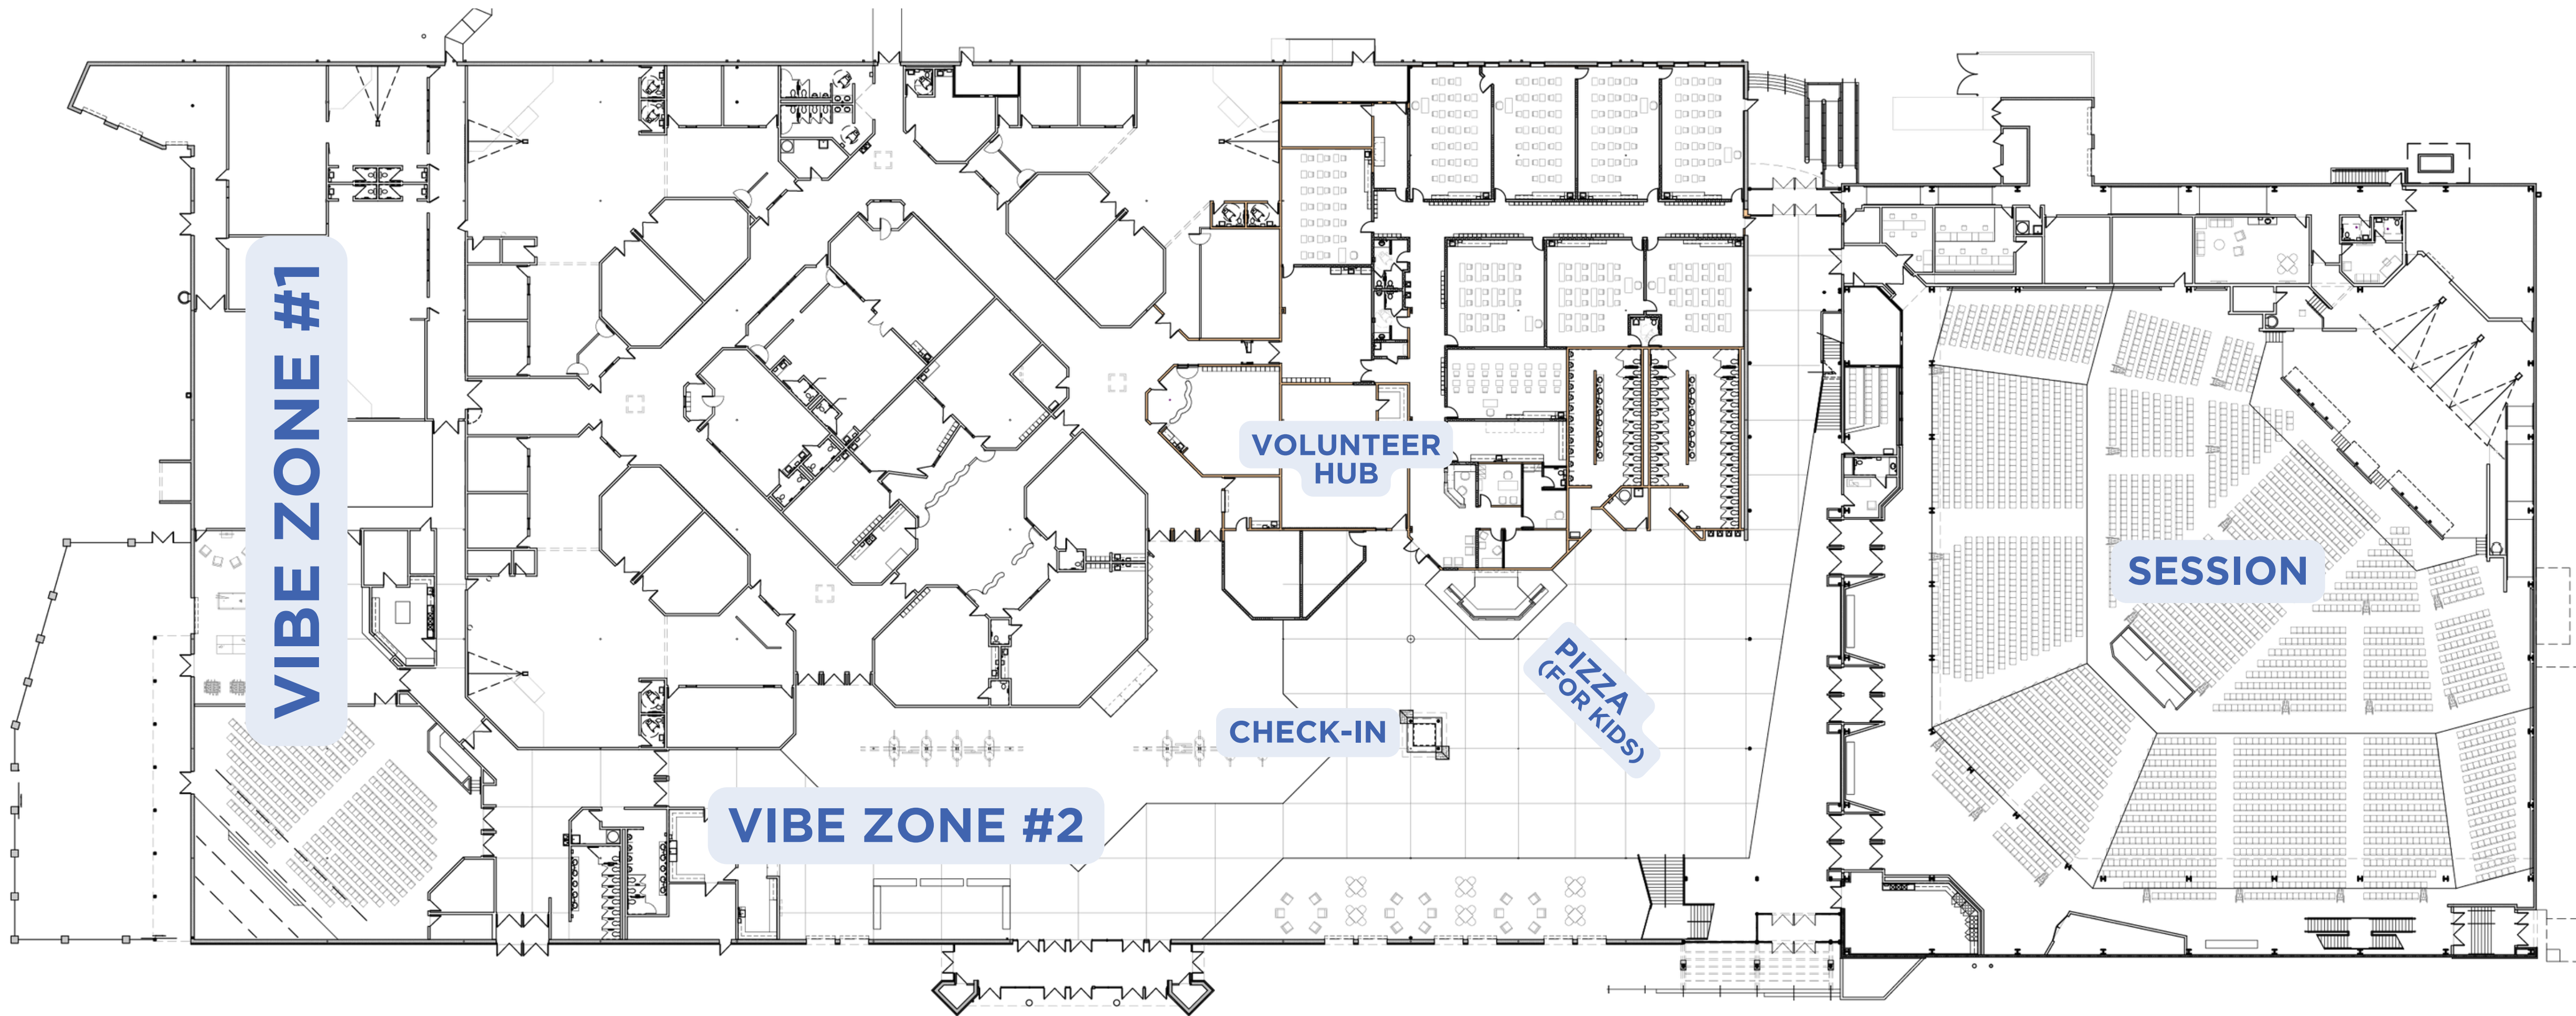 VIBE ZONE #1
VOLUNTEER
HUB
SESSION
PIZZA
(FOR KIDS)
CHECK-IN
VIBE ZONE #2